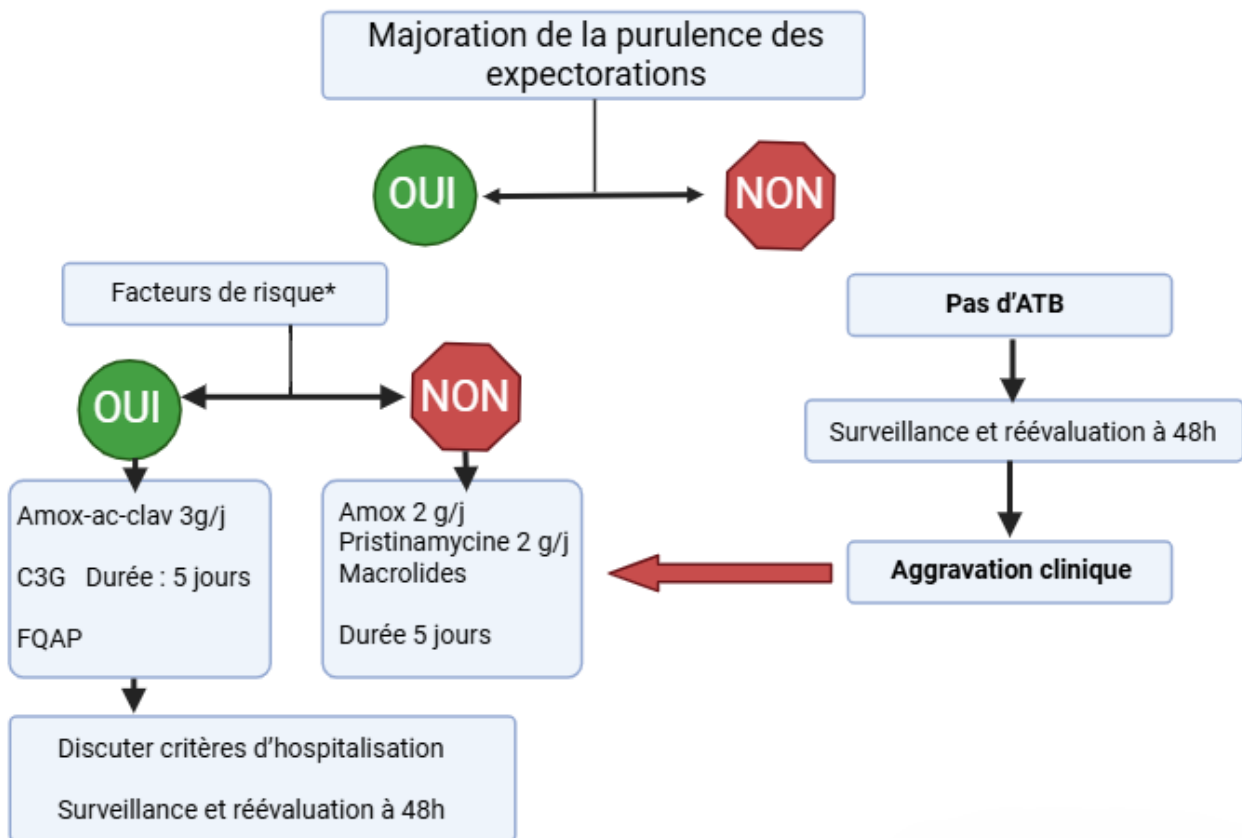 Majoration de la purulence des
expectorations
OUI
NON
Facteurs de risque*
Pas d'ATB
OUI
NON
Surveillance et réévaluation à 48h
Amox-ac-clav 3g/j
C3G Durée : 5 jours
FQAP
Amox 2 g/j
Pristinamycine 2 g/j
Macrolides
Durée 5 jours
Aggravation clinique
Discuter critères d'hospitalisation
Surveillance et réévaluation à 48h